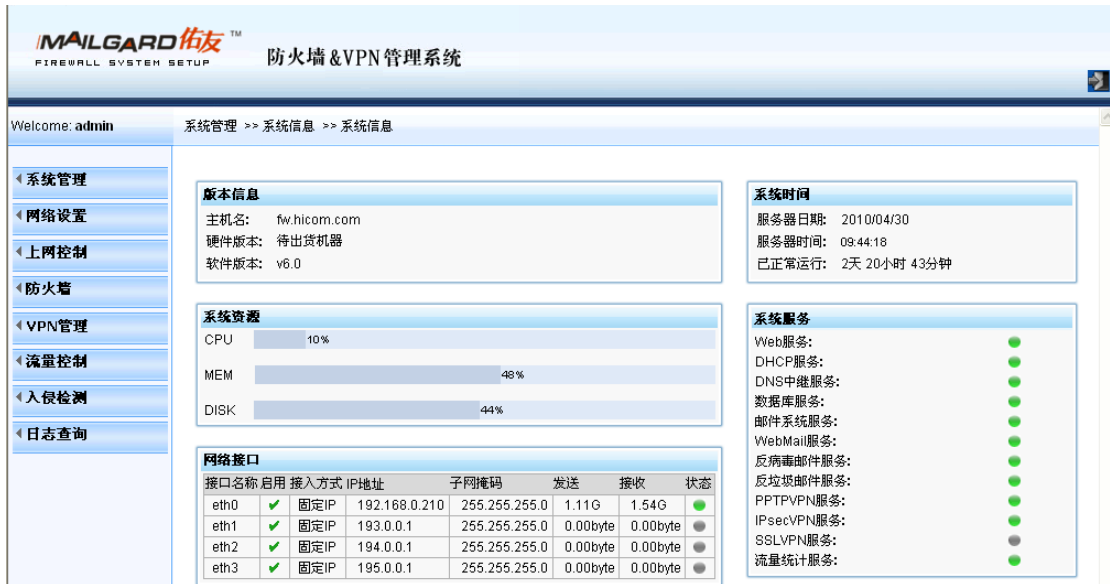 MAILGARD佑友™
FIREWALL SYSTEM SETUP
防火墙&VPN管理系统
Welcome: admin
系统管理 >> 系统信息 >> 系统信息
系统管理
网络设置
上网控制
防火墙
VPN管理
流量控制
入侵检测
日志查询
版本信息
主机名: fw.hicom.com
硬件版本: 待出货机器
软件版本: v6.0
系统时间
服务器日期: 2010/04/30
服务器时间: 09:44:18
已正常运行: 2天 20小时 43分钟
系统资源
CPU 10%
MEM 48%
DISK 44%
网络接口
接口名称 启用 接入方式 IP地址 子网掩码 发送 接收 状态
eth0 ✔ 固定IP 192.168.0.210 255.255.255.0 1.11G 1.54G
eth1 ✔ 固定IP 193.0.0.1 255.255.255.0 0.00byte 0.00byte
eth2 ✔ 固定IP 194.0.0.1 255.255.255.0 0.00byte 0.00byte
eth3 ✔ 固定IP 195.0.0.1 255.255.255.0 0.00byte 0.00byte
系统服务
Web服务:
DHCP服务:
DNS中继服务:
数据库服务:
邮件系统服务:
WebMail服务:
反病毒邮件服务:
反垃圾邮件服务:
PPTPVPN服务:
IPsecVPN服务:
SSLVPN服务:
流量统计服务: